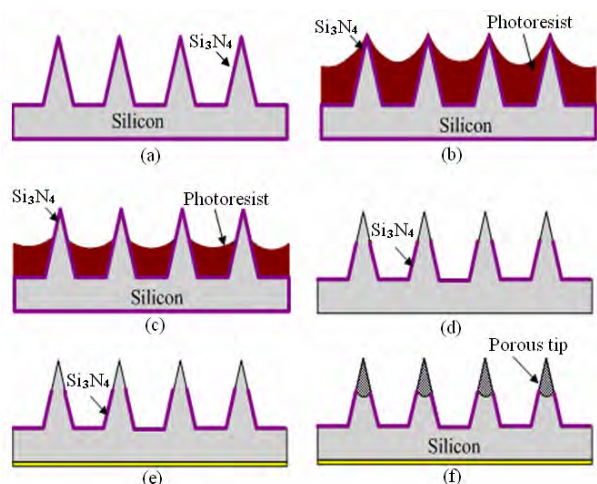 Si₃N₄
Silicon
(a)
Si₃N₄
Photoresist
Silicon
(b)
Si₃N₄
Photoresist
Silicon
(c)
Si₃N₄
(d)
Si₃N₄
(e)
Porous tip
Silicon
(f)